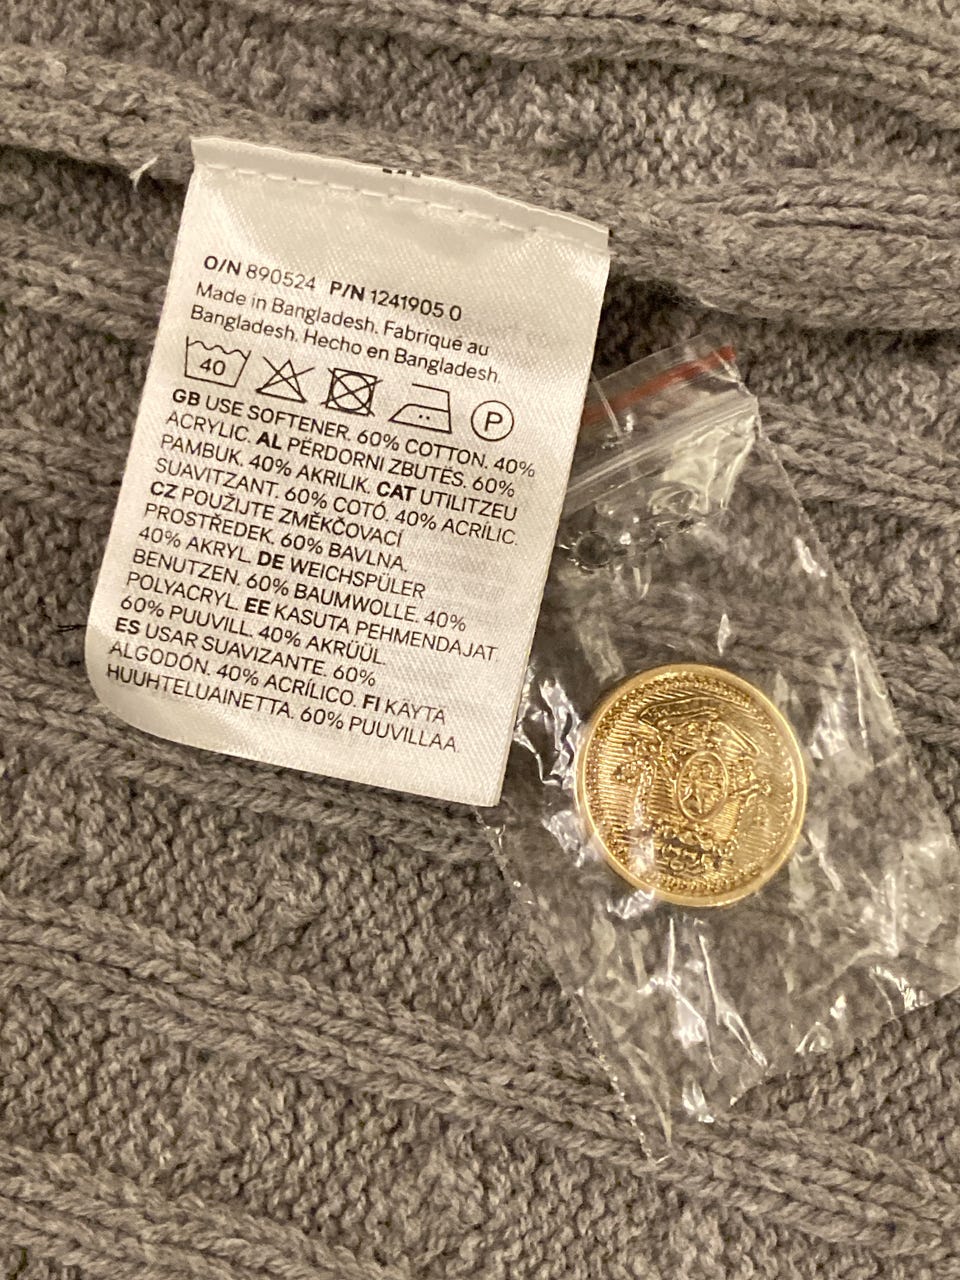 O/N 890524 P/N 1241905 0
Made in Bangladesh. Fabriqué au
Bangladesh. Hecho en Bangladesh.
40
P
GB USE SOFTENER. 60% COTTON. 40%
ACRYLIC. AL PËRDORNI ZBUTËS. 60%
PAMBUK. 40% AKRILIK. CAT UTILITZEU
SUAVITZANT. 60% COTÓ. 40% ACRÍLIC.
CZ POUŽIJTE ZMĚKČOVACÍ
PROSTŘEDEK. 60% BAVLNA.
40% AKRYL. DE WEICHSPÜLER
BENUTZEN. 60% BAUMWOLLE. 40%
POLYACRYL. EE KASUTA PEHMENDAJAT.
60% PUUVILL. 40% AKRÜÜL.
ES USAR SUAVIZANTE. 60%
ALGODÓN. 40% ACRÍLICO. FI KÄYTÄ
HUUHTELUAINETTA. 60% PUUVILLAA.